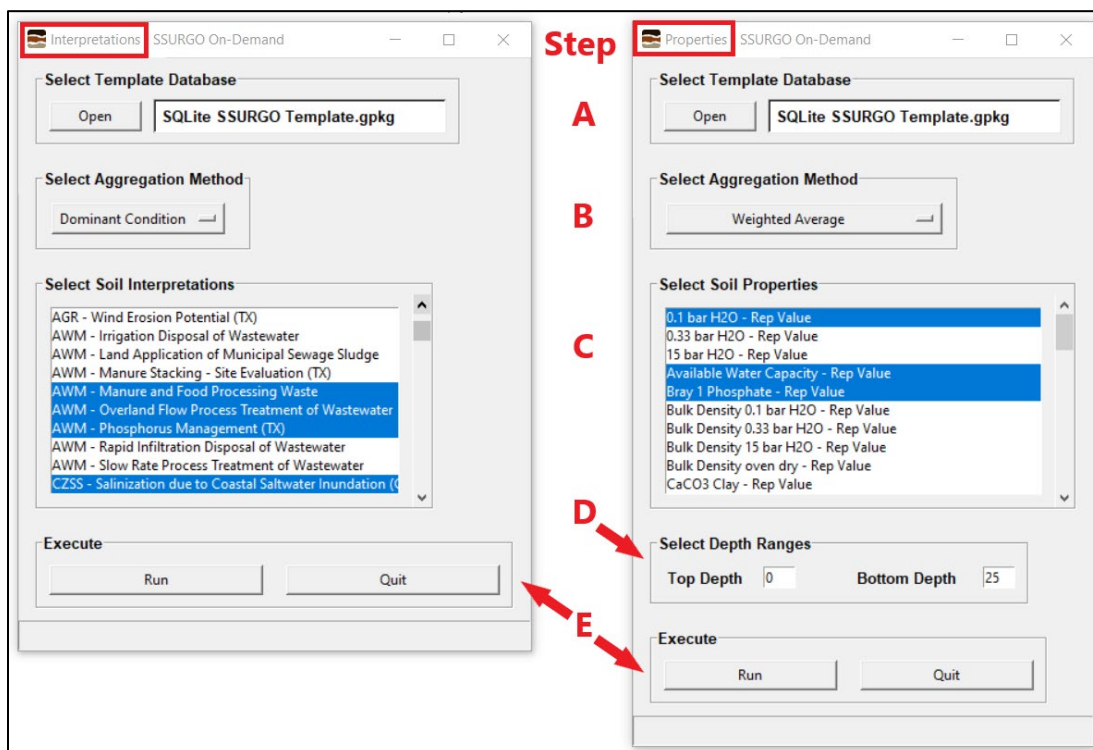 Interpretations SSURGO On-Demand
Select Template Database
Open SQLite SSURGO Template.gpkg
Select Aggregation Method
Dominant Condition
Select Soil Interpretations
AGR - Wind Erosion Potential (TX)
AWM - Irrigation Disposal of Wastewater
AWM - Land Application of Municipal Sewage Sludge
AWM - Manure Stacking - Site Evaluation (TX)
AWM - Manure and Food Processing Waste
AWM - Overland Flow Process Treatment of Wastewater
AWM - Phosphorus Management (TX)
AWM - Rapid Infiltration Disposal of Wastewater
AWM - Slow Rate Process Treatment of Wastewater
CZSS - Salinization due to Coastal Saltwater Inundation (
Execute
Run Quit
Step
A
B
C
D
E
Properties SSURGO On-Demand
Select Template Database
Open SQLite SSURGO Template.gpkg
Select Aggregation Method
Weighted Average
Select Soil Properties
0.1 bar H2O - Rep Value
0.33 bar H2O - Rep Value
15 bar H2O - Rep Value
Available Water Capacity - Rep Value
Bray 1 Phosphate - Rep Value
Bulk Density 0.1 bar H2O - Rep Value
Bulk Density 0.33 bar H2O - Rep Value
Bulk Density 15 bar H2O - Rep Value
Bulk Density oven dry - Rep Value
CaCO3 Clay - Rep Value
Select Depth Ranges
Top Depth 0 Bottom Depth 25
Execute
Run Quit